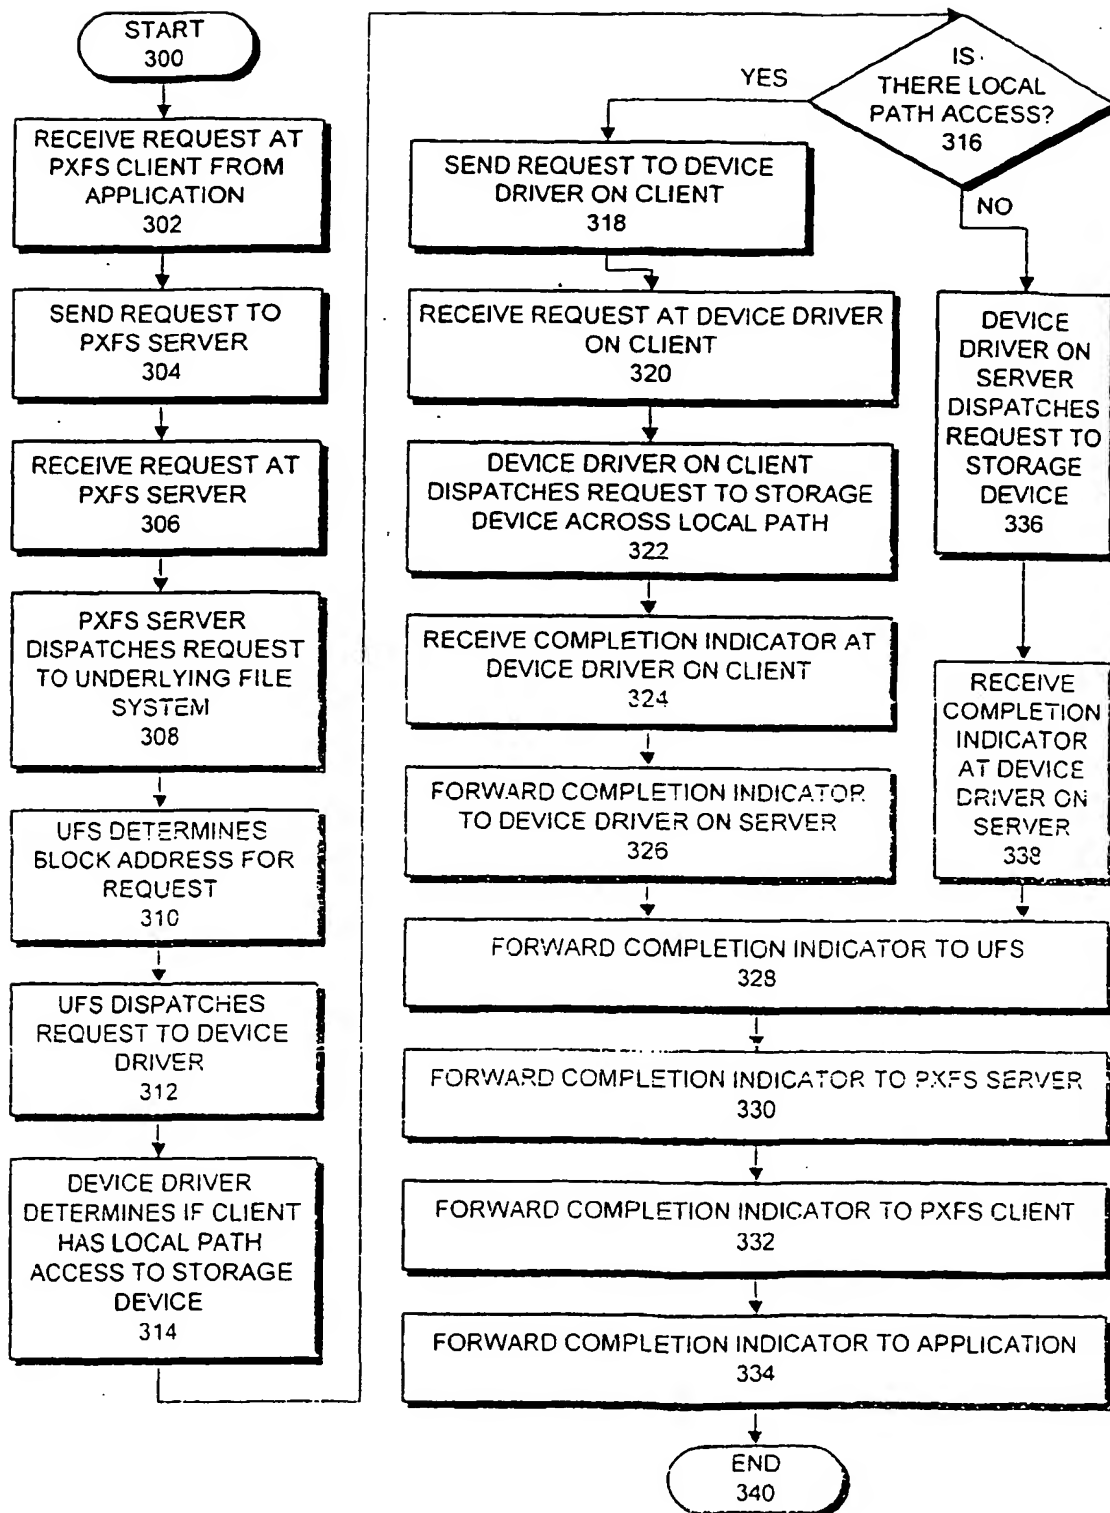 START
300
RECEIVE REQUEST AT
PXFS CLIENT FROM
APPLICATION
302
SEND REQUEST TO
PXFS SERVER
304
RECEIVE REQUEST AT
PXFS SERVER
306
PXFS SERVER
DISPATCHES REQUEST
TO UNDERLYING FILE
SYSTEM
308
UFS DETERMINES
BLOCK ADDRESS FOR
REQUEST
310
UFS DISPATCHES
REQUEST TO DEVICE
DRIVER
312
DEVICE DRIVER
DETERMINES IF CLIENT
HAS LOCAL PATH
ACCESS TO STORAGE
DEVICE
314
IS
THERE LOCAL
PATH ACCESS?
316
YES
NO
SEND REQUEST TO DEVICE
DRIVER ON CLIENT
318
RECEIVE REQUEST AT DEVICE DRIVER
ON CLIENT
320
DEVICE DRIVER ON CLIENT
DISPATCHES REQUEST TO STORAGE
DEVICE ACROSS LOCAL PATH
322
RECEIVE COMPLETION INDICATOR AT
DEVICE DRIVER ON CLIENT
324
FORWARD COMPLETION INDICATOR
TO DEVICE DRIVER ON SERVER
326
DEVICE
DRIVER ON
SERVER
DISPATCHES
REQUEST TO
STORAGE
DEVICE
336
RECEIVE
COMPLETION
INDICATOR
AT DEVICE
DRIVER ON
SERVER
338
FORWARD COMPLETION INDICATOR TO UFS
328
FORWARD COMPLETION INDICATOR TO PXFS SERVER
330
FORWARD COMPLETION INDICATOR TO PXFS CLIENT
332
FORWARD COMPLETION INDICATOR TO APPLICATION
334
END
340